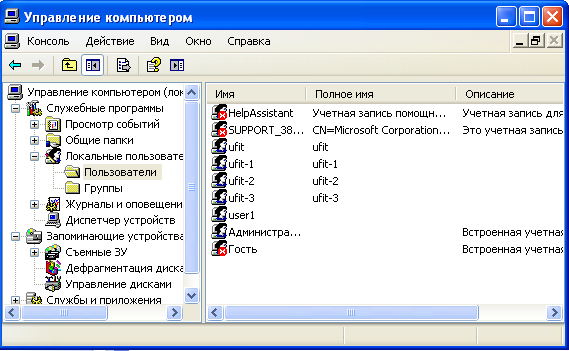 Управление компьютером
Консоль Действие Вид Окно Справка
Управление компьютером (лок
Служебные программы
Просмотр событий
Общие папки
Локальные пользовате
Пользователи
Группы
Журналы и оповещени
Диспетчер устройств
Запоминающие устройства
Съемные ЗУ
Дефрагментация диска
Управление дисками
Службы и приложения
Имя Полное имя Описание
HelpAssistant Учетная запись помощн... Учетная запись для
SUPPORT_38... CN=Microsoft Corporation... Это учетная запись
ufit ufit
ufit-1 ufit-1
ufit-2 ufit-2
ufit-3 ufit-3
user1
Администра... Встроенная учетная
Гость Встроенная учетная